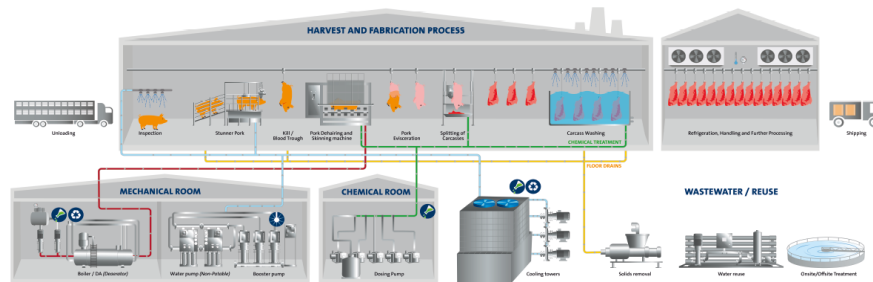 HARVEST AND FABRICATION PROCESS
Unloading
Inspection
Stunner Pork
Kill /
Blood Trough
Pork Dehairing and
Skinning machine
Pork
Evisceration
Splitting of
Carcasses
Carcass Washing
Refrigeration, Handling and Further Processing
Shipping
CHEMICAL TREATMENT
FLOOR DRAINS
MECHANICAL ROOM
CHEMICAL ROOM
WASTEWATER / REUSE
Boiler / DA (Deaerator)
Water pump (Non-Potable)
Booster pump
Dosing Pump
Cooling towers
Solids removal
Water reuse
Onsite/Offsite Treatment